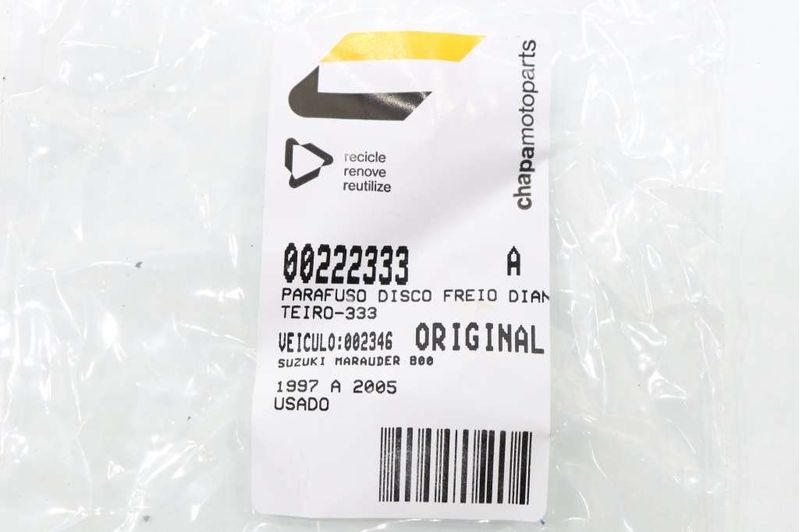 chapamotoparts
recicle
renove
reutilize
00222333 A
PARAFUSO DISCO FREIO DIAN
TEIRO-333
VEICULO:002346 ORIGINAL
SUZUKI MARAUDER 800
1997 A 2005
USADO